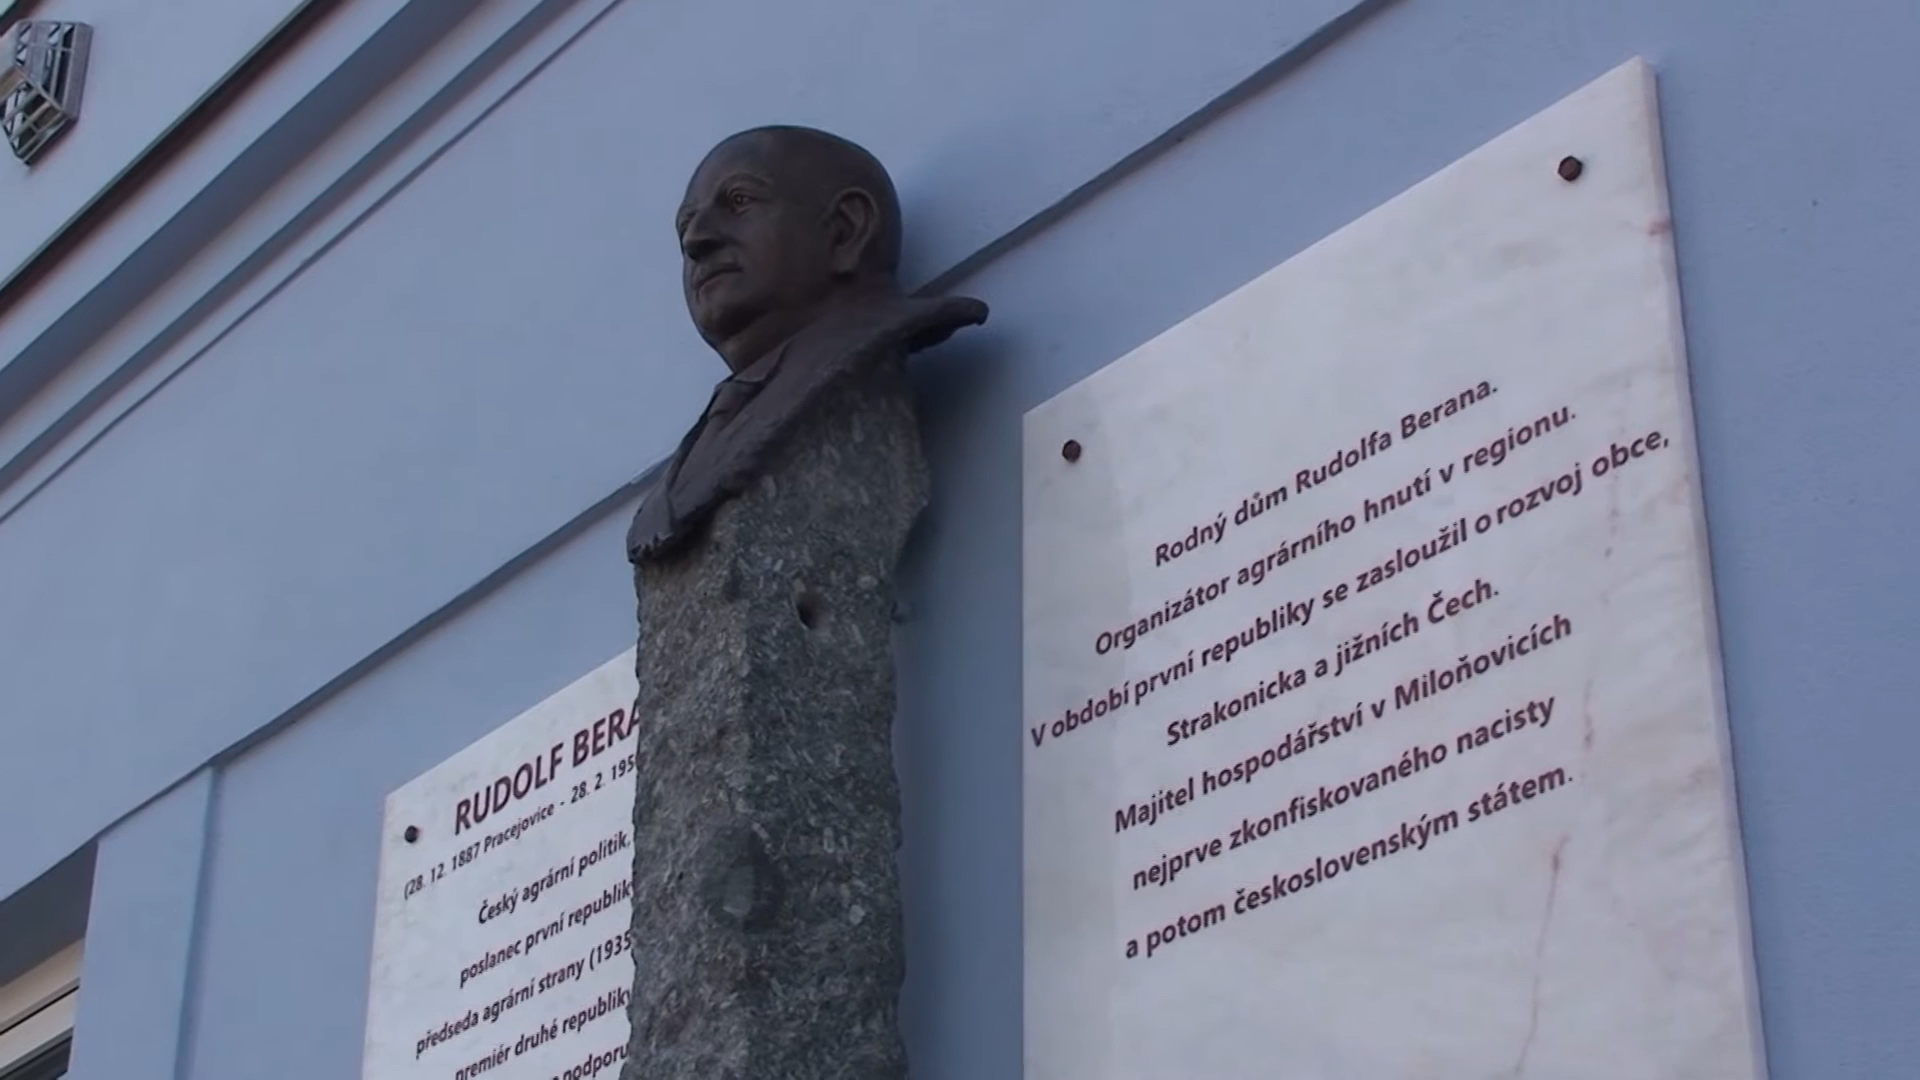 RUDOLF BERA
(28. 12. 1887 Pracejovice - 28. 2. 195
Český agrární politik,
poslanec první republik
předseda agrární strany (1935
premiér druhé republiky
podporu
Rodný dům Rudolfa Berana.
Organizátor agrárního hnutí v regionu.
V období první republiky se zasloužil o rozvoj obce,
Strakonicka a jižních Čech.
Majitel hospodářství v Miloňovicích
nejprve zkonfiskovaného nacisty
a potom československým státem.